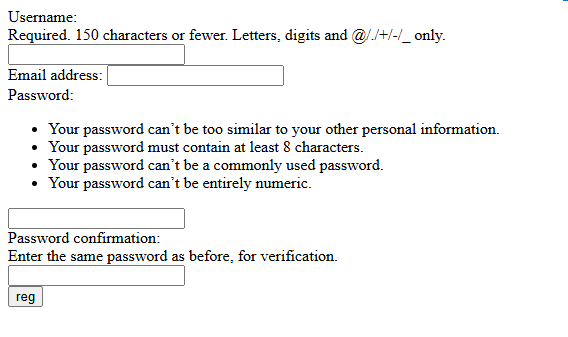 Username:
Required. 150 characters or fewer. Letters, digits and @/./+/-/_ only.
Email address:
Password:
Your password can’t be too similar to your other personal information.
Your password must contain at least 8 characters.
Your password can’t be a commonly used password.
Your password can’t be entirely numeric.
Password confirmation:
Enter the same password as before, for verification.
reg